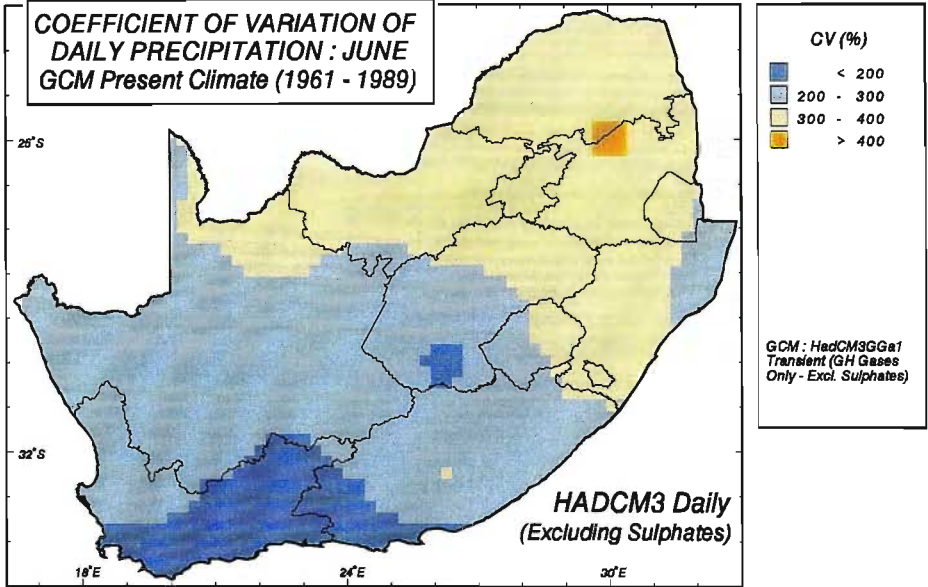 COEFFICIENT OF VARIATION OF
DAILY PRECIPITATION : JUNE
GCM Present Climate (1961 - 1989)
CV (%)
< 200
200 - 300
300 - 400
> 400
26°S
GCM : HadCM3GGa1
Transient (GH Gases
Only - Excl. Sulphates)
32°S
HADCM3 Daily
(Excluding Sulphates)
18°E
24°E
30°E